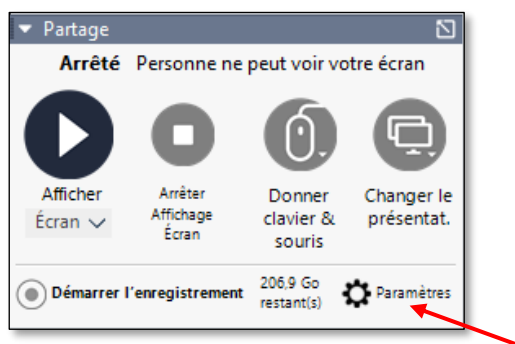 Partage
Arrêté Personne ne peut voir votre écran
Afficher
Écran
Arrêter
Affichage
Écran
Donner
clavier &
souris
Changer le
présentat.
Démarrer l'enregistrement
206,9 Go
restant(s)
Paramètres